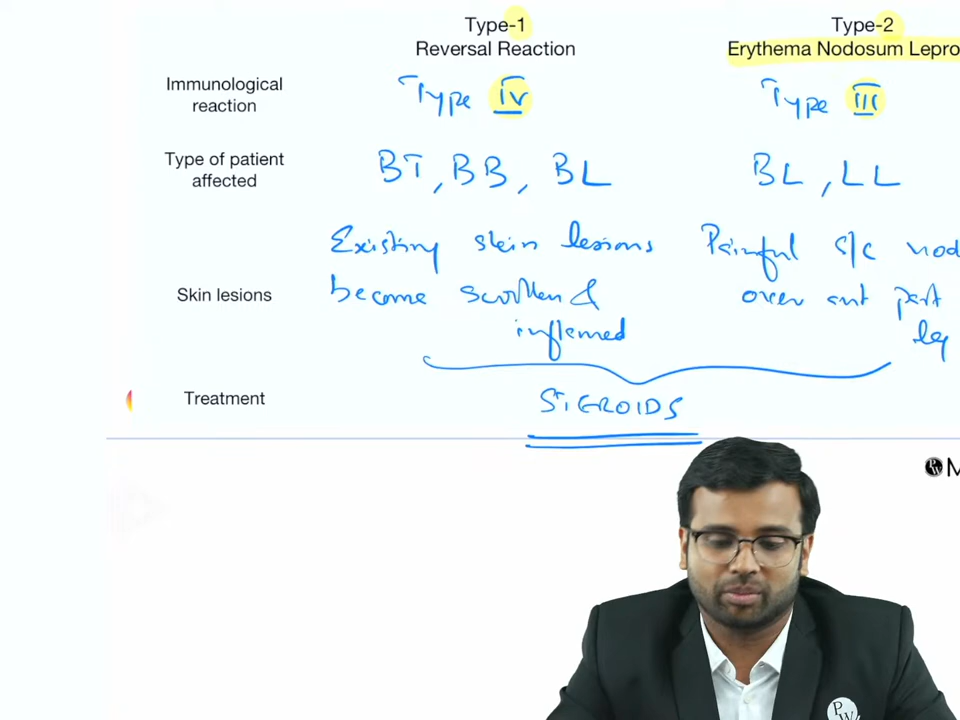 Type-1 Type-2
Reversal Reaction Erythema Nodosum Lepro
Immunological
reaction
Type IV Type III
Type of patient
affected
BT, BB, BL BL, LL
Existing skin lesions Painful s/c nod
Skin lesions
become swollen & over ant part
inflamed leg
Treatment
STEROIDS
PW M
PW